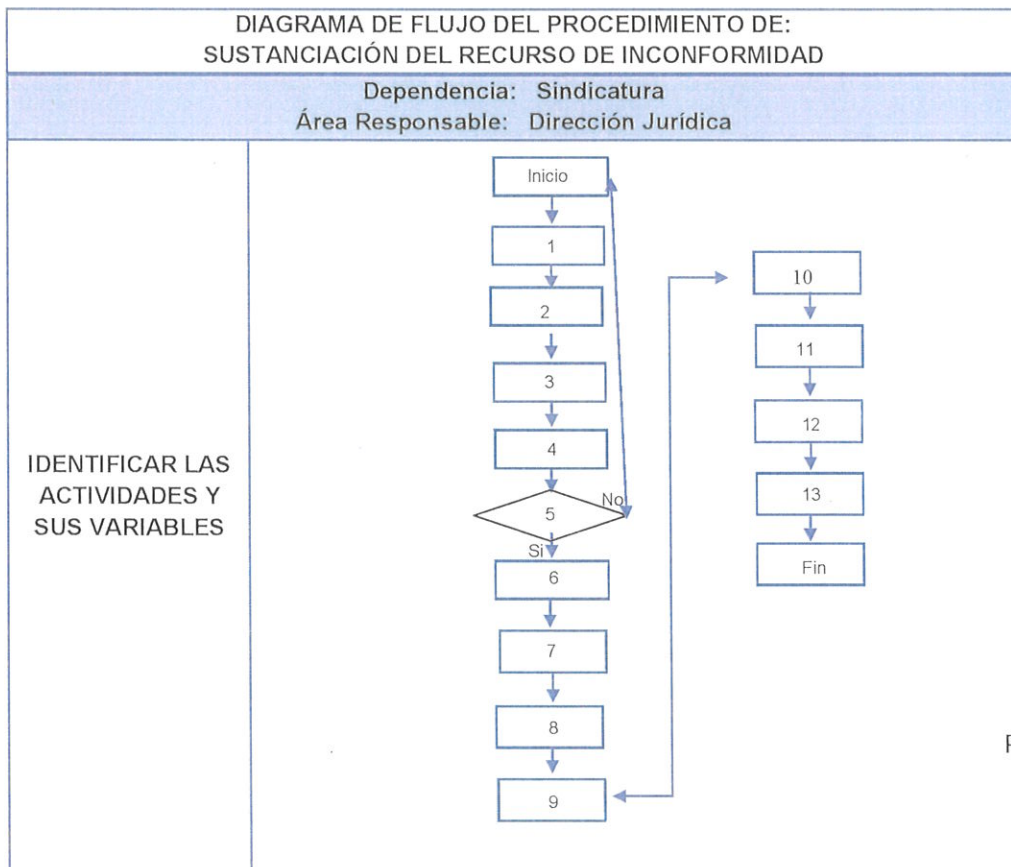 DIAGRAMA DE FLUJO DEL PROCEDIMIENTO DE:
SUSTANCIACIÓN DEL RECURSO DE INCONFORMIDAD
Dependencia: Sindicatura
Área Responsable: Dirección Jurídica
IDENTIFICAR LAS
ACTIVIDADES Y
SUS VARIABLES
Inicio
1
2
3
4
5
No
Si
6
7
8
9
10
11
12
13
Fin